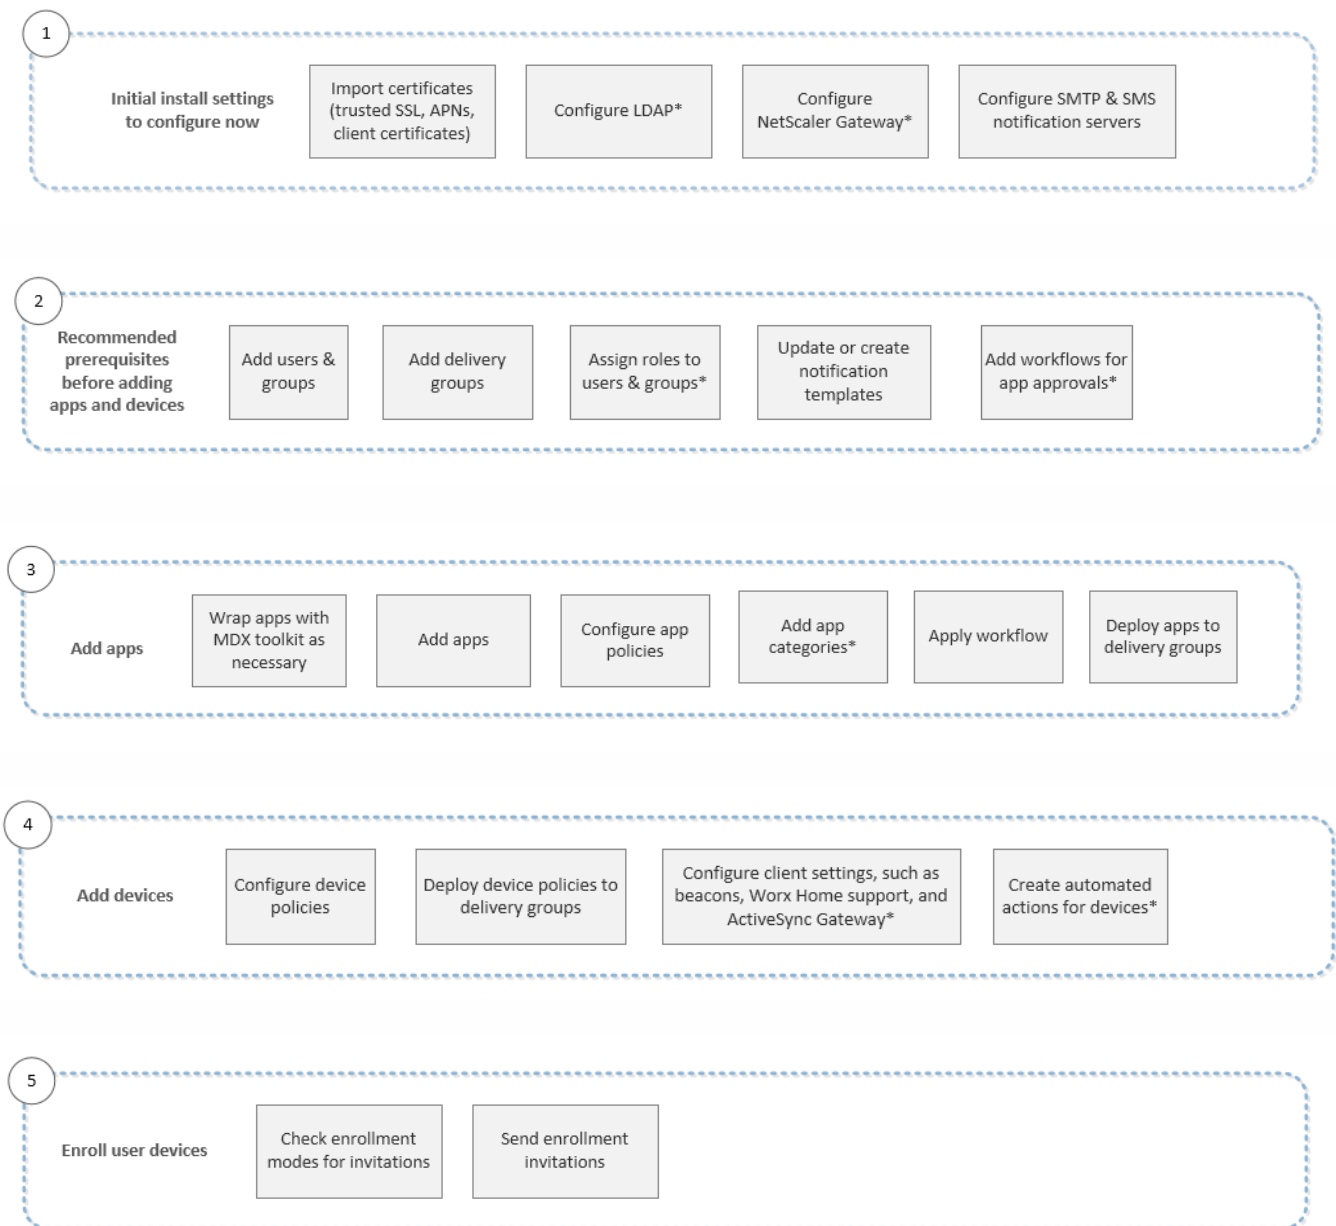 1
Initial install settings
to configure now
Import certificates
(trusted SSL, APNs,
client certificates)
Configure LDAP*
Configure
NetScaler Gateway*
Configure SMTP & SMS
notification servers
2
Recommended
prerequisites
before adding
apps and devices
Add users &
groups
Add delivery
groups
Assign roles to
users & groups*
Update or create
notification
templates
Add workflows for
app approvals*
3
Add apps
Wrap apps with
MDX toolkit as
necessary
Add apps
Configure app
policies
Add app
categories*
Apply workflow
Deploy apps to
delivery groups
4
Add devices
Configure device
policies
Deploy device policies to
delivery groups
Configure client settings, such as
beacons, Worx Home support, and
ActiveSync Gateway*
Create automated
actions for devices*
5
Enroll user devices
Check enrollment
modes for invitations
Send enrollment
invitations